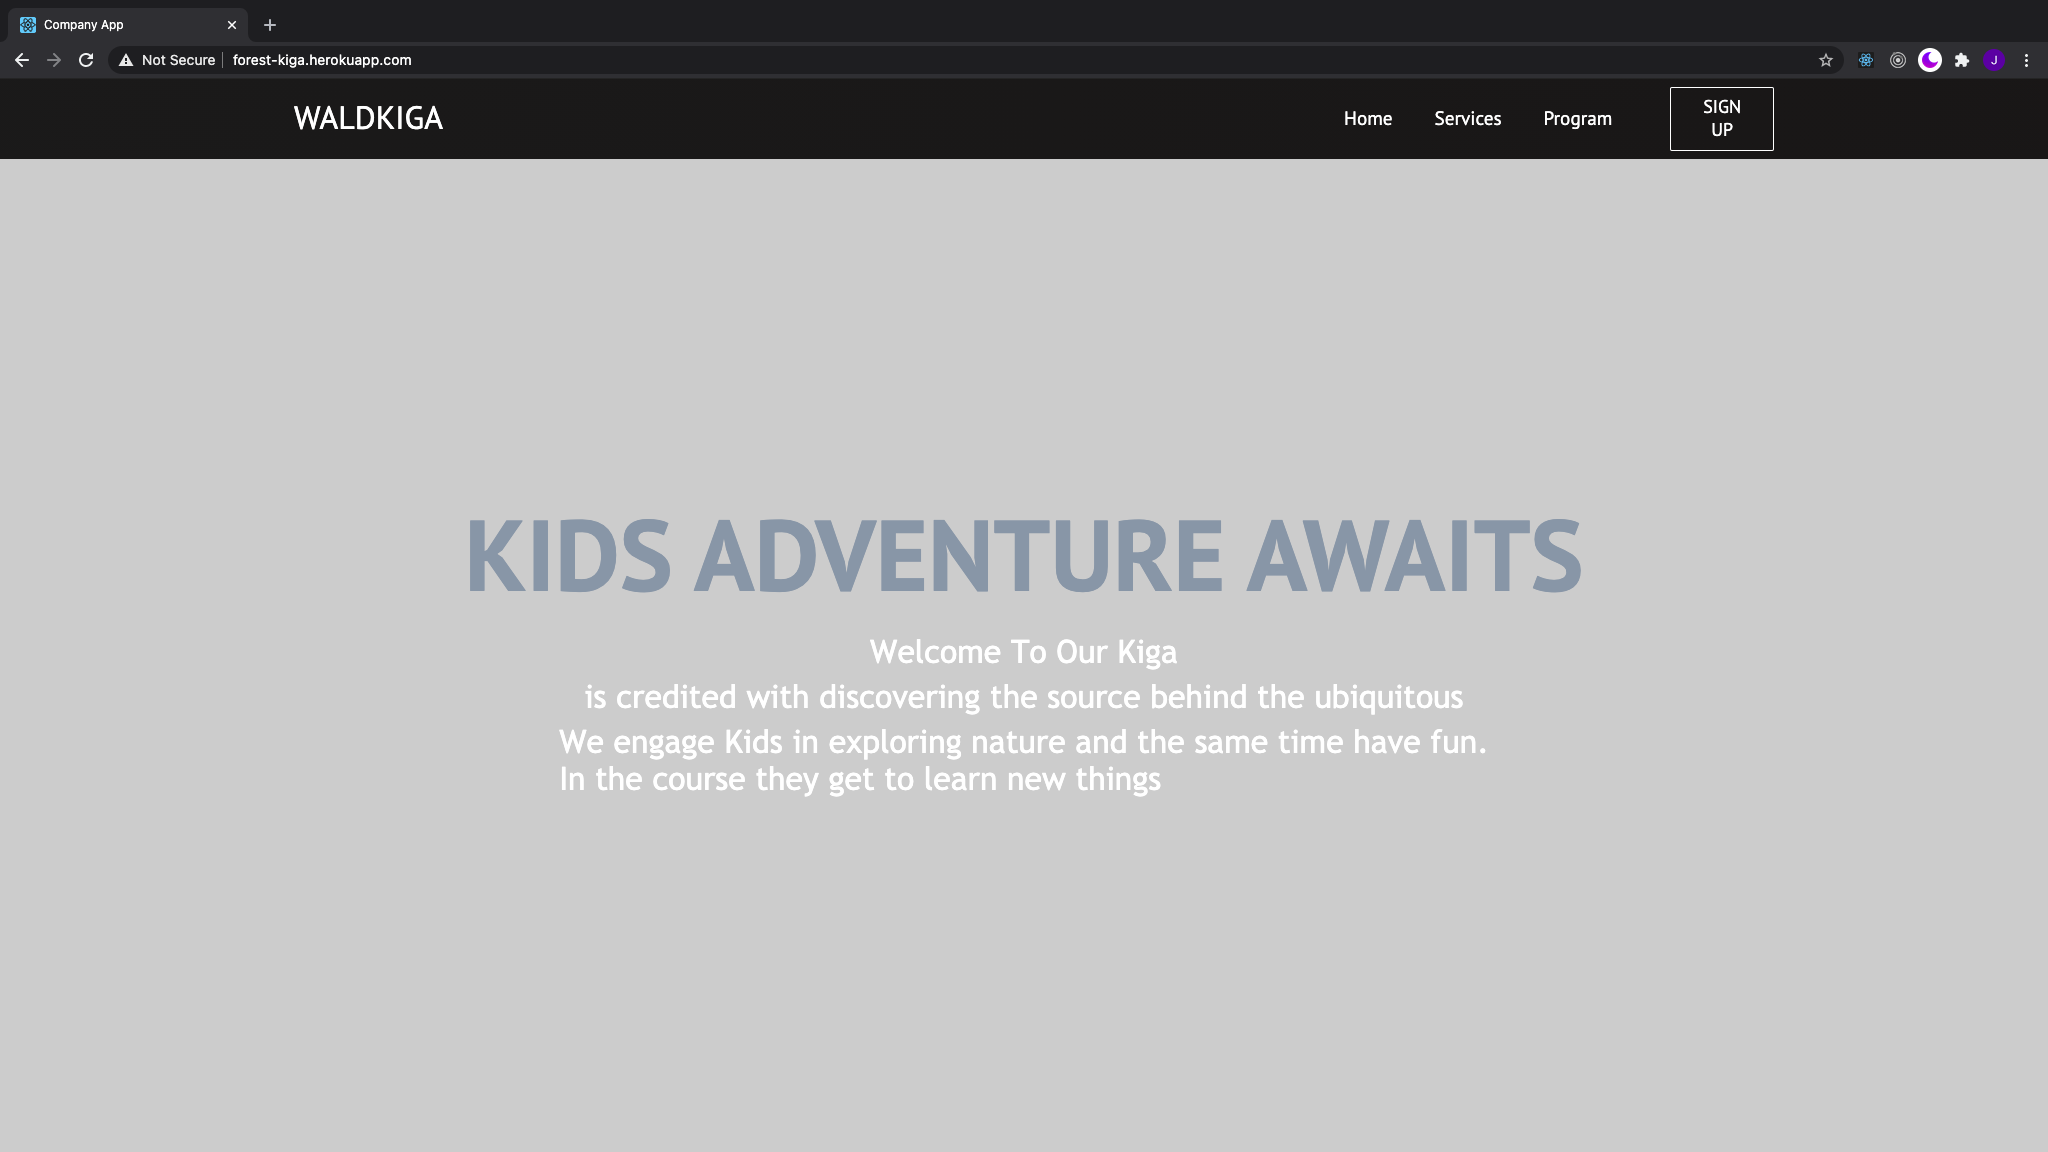 Company App
Not Secure forest-kiga.herokuapp.com
J
WALDKIGA
Home Services Program
SIGN
UP
KIDS ADVENTURE AWAITS
Welcome To Our Kiga
is credited with discovering the source behind the ubiquitous
We engage Kids in exploring nature and the same time have fun.
In the course they get to learn new things